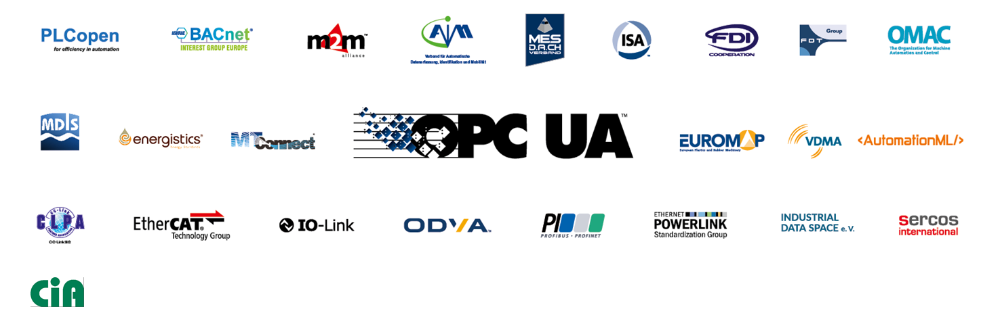 PLCopen
for efficiency in automation
ASHRAE BACnet®
INTEREST GROUP EUROPE
m2m™
alliance
AIM
Verband für Automatische
Datenerfassung, Identifikation und Mobilität
MES
D.A.CH
VERBAND
ISA™
FDI
COOPERATION
FDT Group
OMAC
The Organization for Machine
Automation and Control
MDIS
energistics®
Energy Standards
MTConnect®
OPC UA™
EUROMAP
European Plastics and Rubber Machinery
VDMA
<AutomationML/>
CC-Link
CLPA
PARTNER ASSOCIATION
CC-Link協会
EtherCAT®
Technology Group
IO-Link
ODVA™
PI
PROFIBUS · PROFINET
ETHERNET
POWERLINK
Standardization Group
INDUSTRIAL
DATA SPACE e. V.
sercos
international
CiA